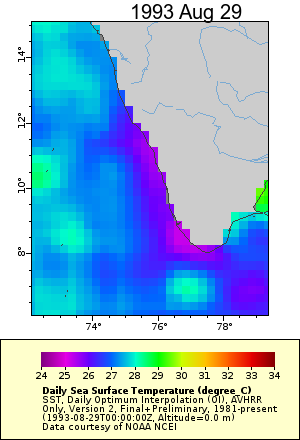 1993 Aug 29
14°
12°
10°
8°
74°
76°
78°
24 25 26 27 28 29 30 31 32 33 34
Daily Sea Surface Temperature (degree_C)
SST, Daily Optimum Interpolation (OI), AVHRR
Only, Version 2, Final+Preliminary, 1981-present
(1993-08-29T00:00:00Z, Altitude=0.0 m)
Data courtesy of NOAA NCEI